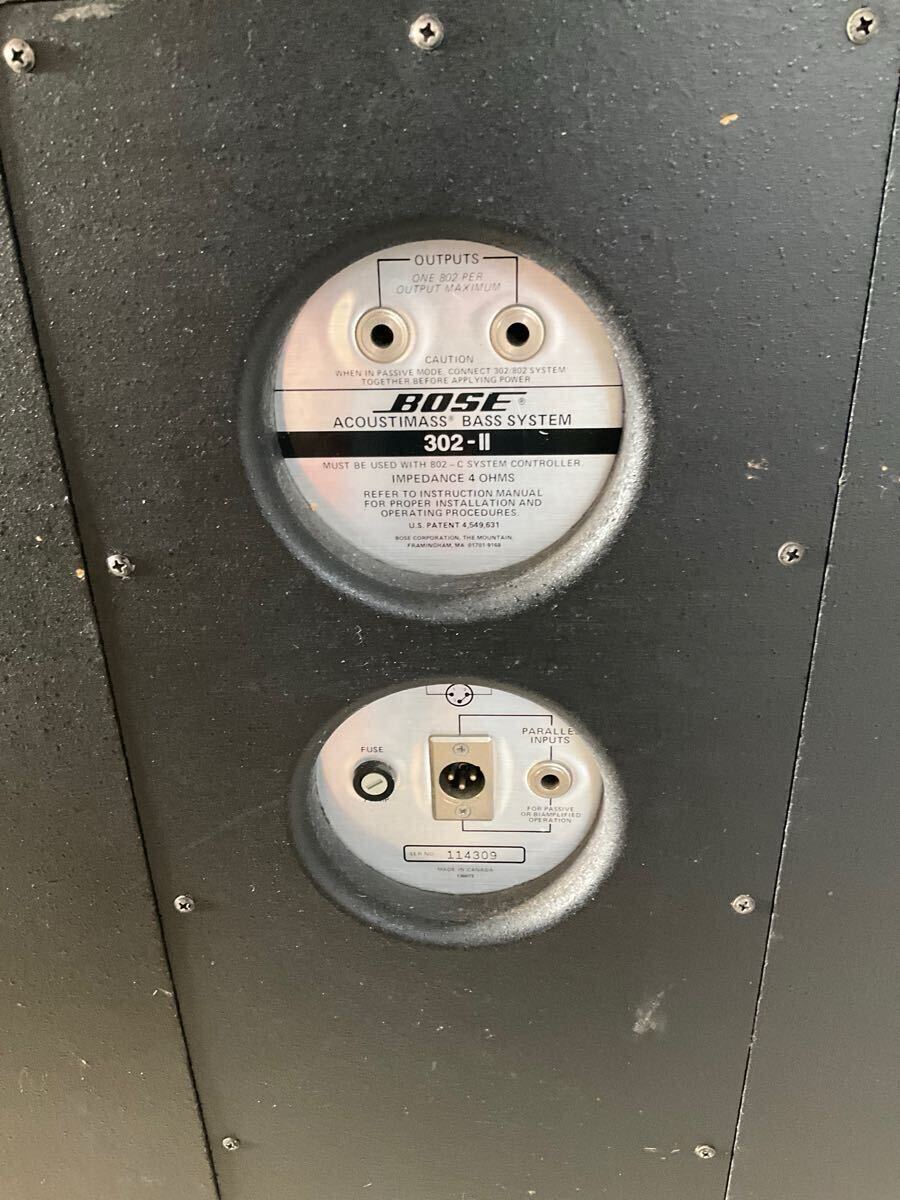 OUTPUTS
ONE 802 PER
OUTPUT MAXIMUM
CAUTION
WHEN IN PASSIVE MODE, CONNECT 302/802 SYSTEM
TOGETHER BEFORE APPLYING POWER
BOSE®
ACOUSTIMASS® BASS SYSTEM
302-II
MUST BE USED WITH 802-C SYSTEM CONTROLLER.
IMPEDANCE 4 OHMS
REFER TO INSTRUCTION MANUAL
FOR PROPER INSTALLATION AND
OPERATING PROCEDURES.
U.S. PATENT 4,549,631
BOSE CORPORATION, THE MOUNTAIN,
FRAMINGHAM, MA 01701-9168
PARALLE
INPUTS
FUSE
FOR PASSIVE
OR BIAMPLIFIED
OPERATION
SER NO. 114309
MADE IN CANADA